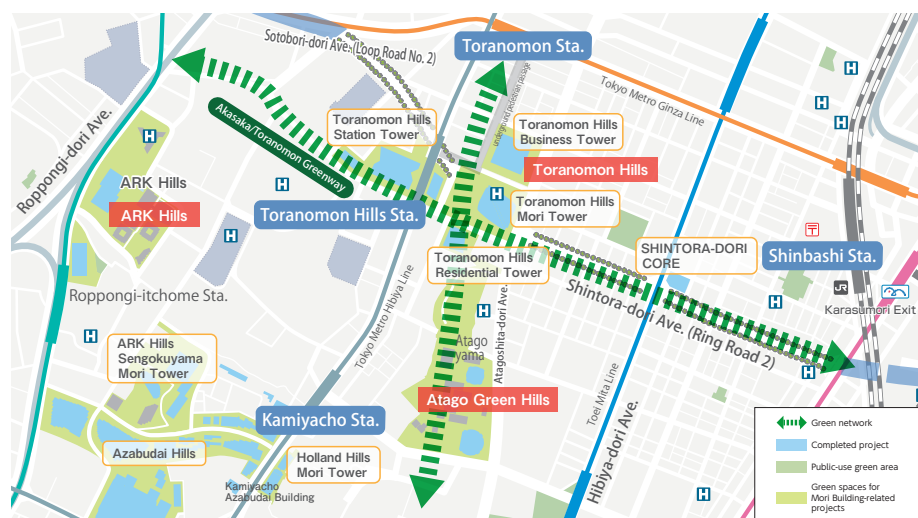 Sotobori-dori Ave. (Loop Road No. 2)
Toranomon Sta.
Tokyo Metro Ginza Line
Roppongi-dori Ave.
Akasaka/Toranomon Greenway
Toranomon Hills
Station Tower
Toranomon Hills
Business Tower
Toranomon Hills
ARK Hills
ARK Hills
Toranomon Hills Sta.
Toranomon Hills
Mori Tower
Toranomon Hills
Residential Tower
SHINTORA-DORI
CORE
Shinbashi Sta.
JR
Karasumori Exit
Roppongi-itchome Sta.
Tokyo Metro Hibiya Line
Atagoshita-dori Ave.
Shintora-dori Ave. (Ring Road 2)
ARK Hills
Sengokuyama
Mori Tower
Atago
yama
Atago Green Hills
Toei Mita Line
Hibiya-dori Ave.
Kamiyacho Sta.
Azabudai Hills
Holland Hills
Mori Tower
Kamiyacho
Azabudai Building
Green network
Completed project
Public-use green area
Green spaces for
Mori Building-related
projects
H
H
H
H
H
H
H
H
H
H
H
H